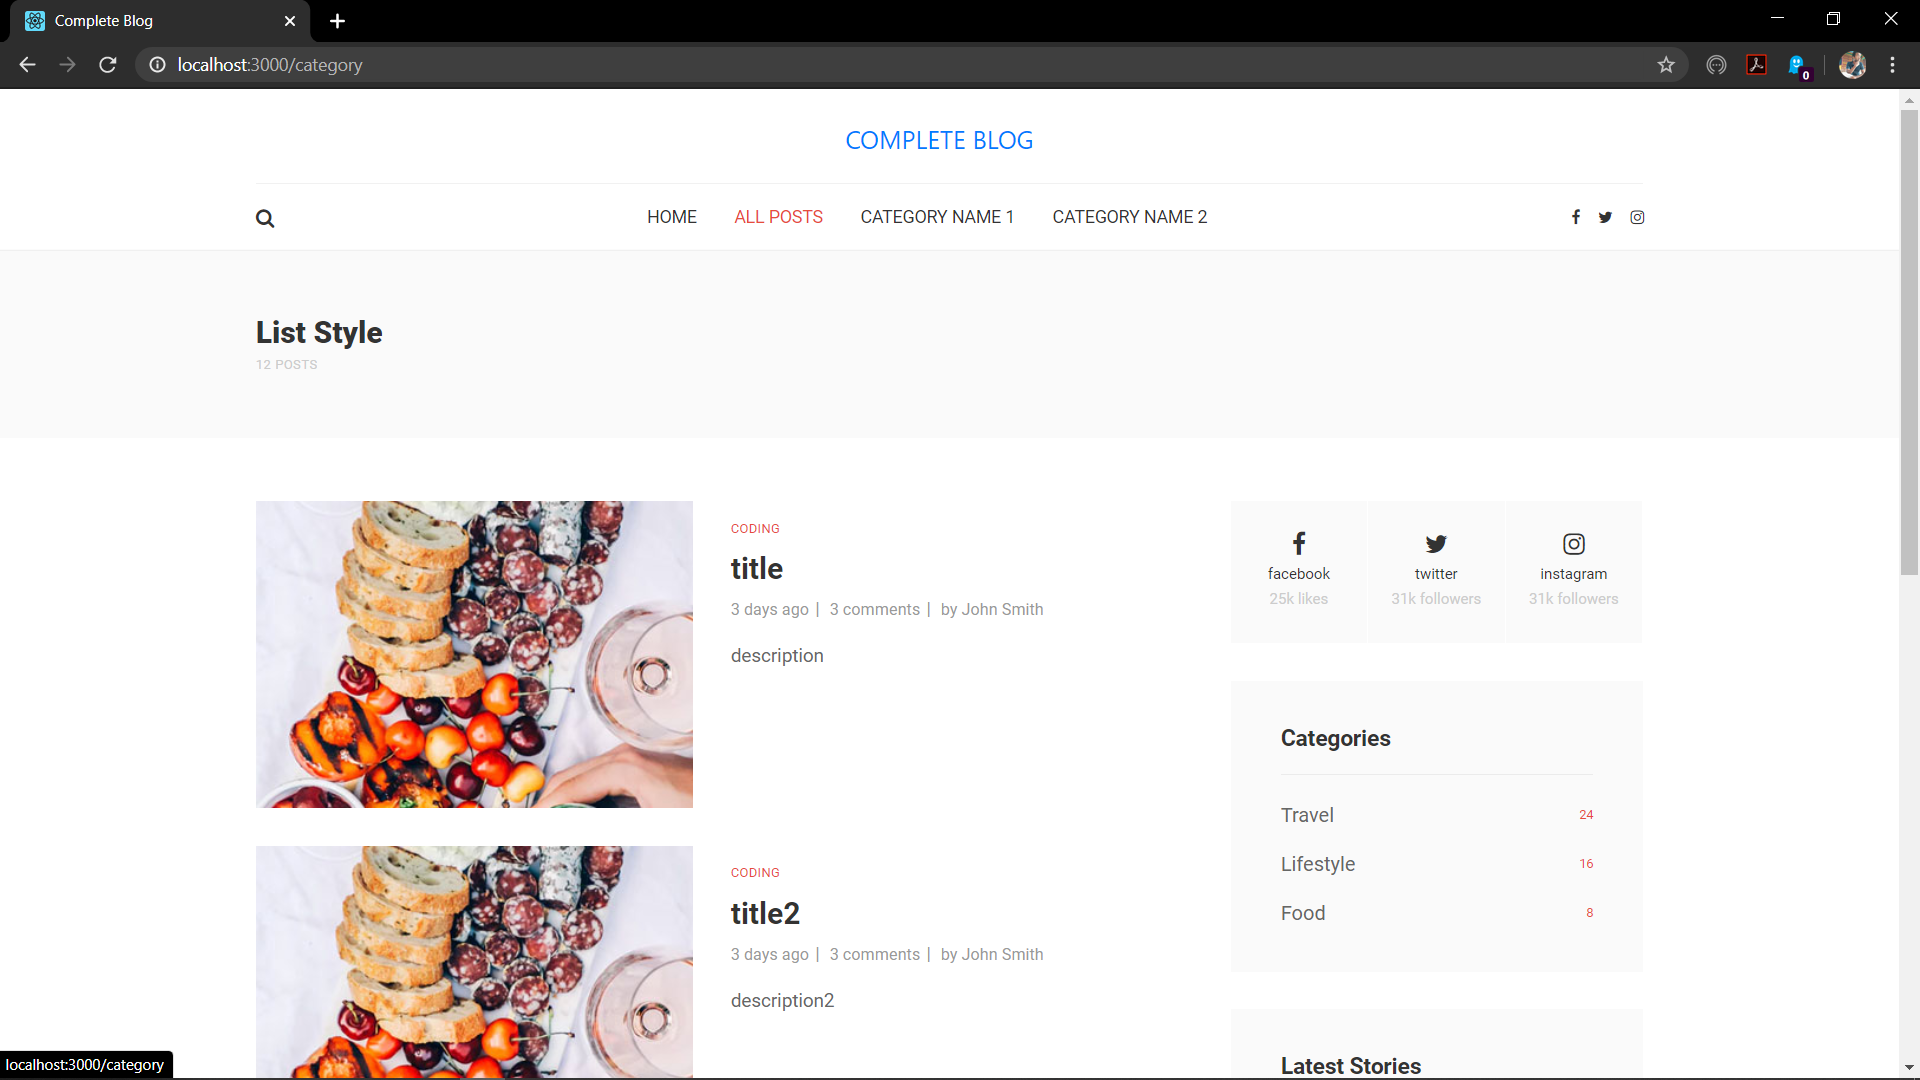 Complete Blog
localhost:3000/category
0
COMPLETE BLOG
HOME ALL POSTS CATEGORY NAME 1 CATEGORY NAME 2
List Style
12 POSTS
CODING
title
3 days ago | 3 comments | by John Smith
description
CODING
title2
3 days ago | 3 comments | by John Smith
description2
facebook
25k likes
twitter
31k followers
instagram
31k followers
Categories
Travel 24
Lifestyle 16
Food 8
Latest Stories
localhost:3000/category